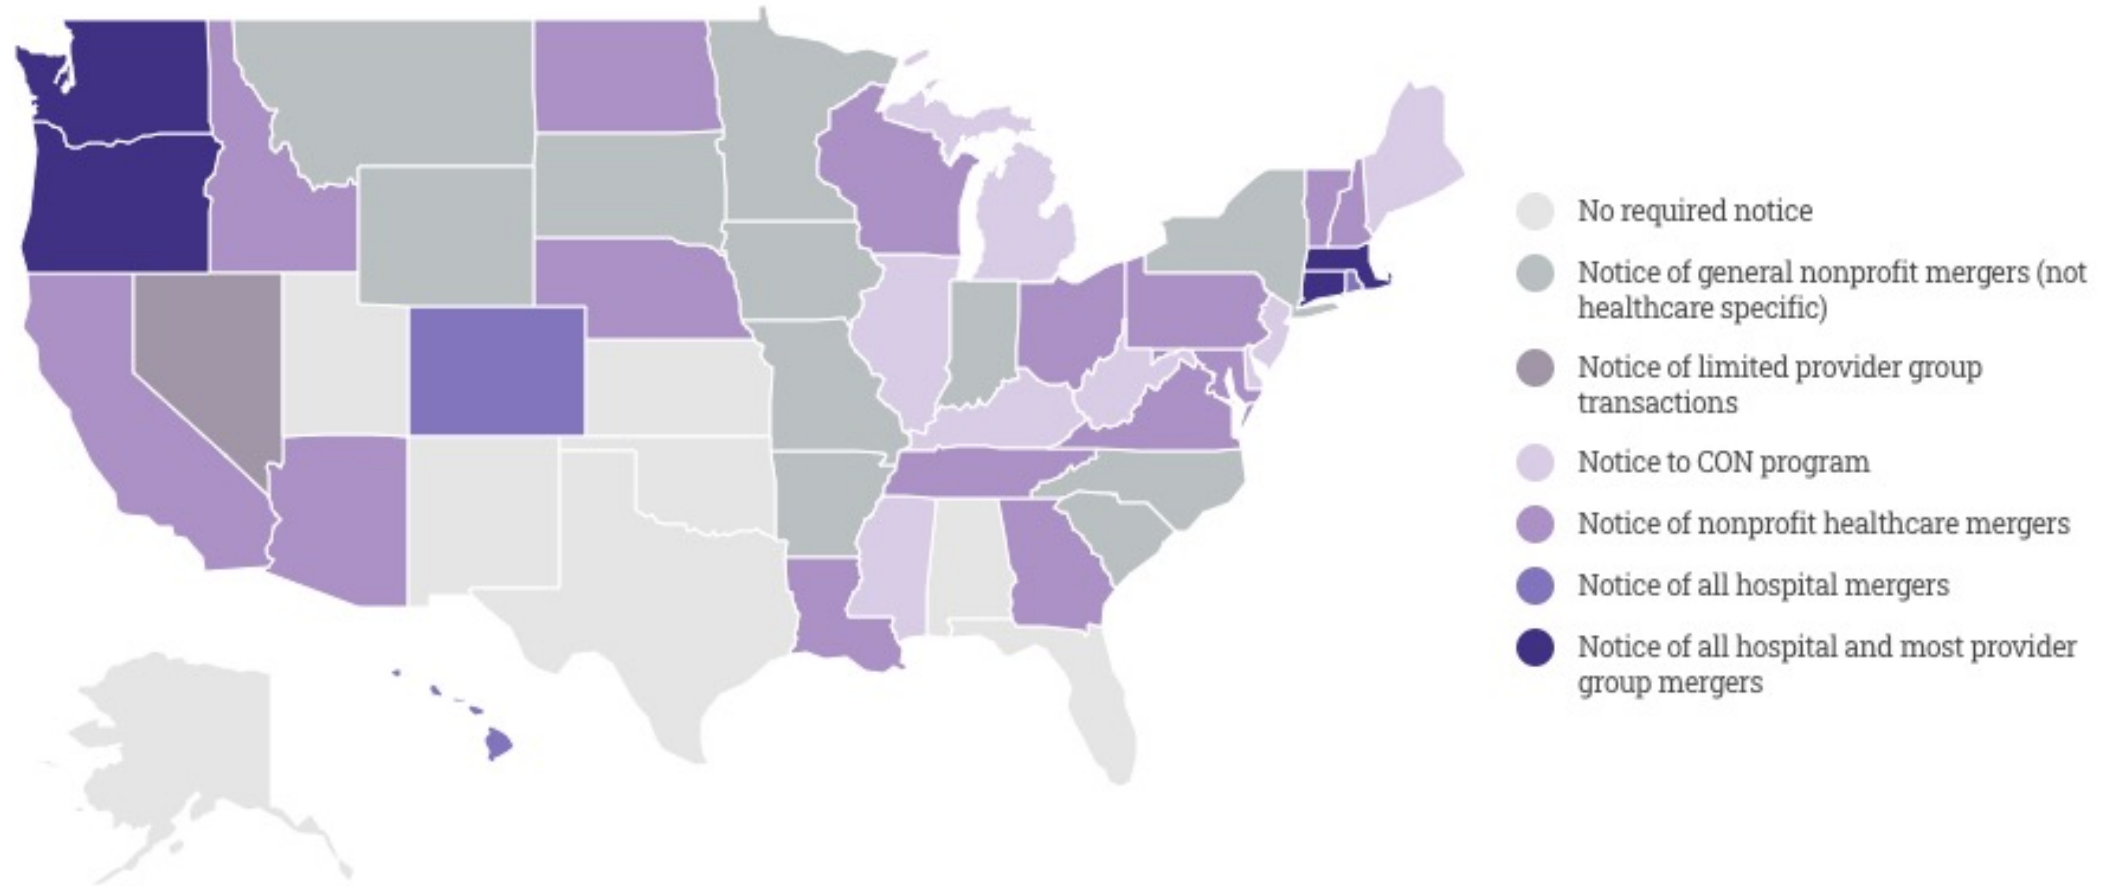 No required notice
Notice of general nonprofit mergers (not
healthcare specific)
Notice of limited provider group
transactions
Notice to CON program
Notice of nonprofit healthcare mergers
Notice of all hospital mergers
Notice of all hospital and most provider
group mergers